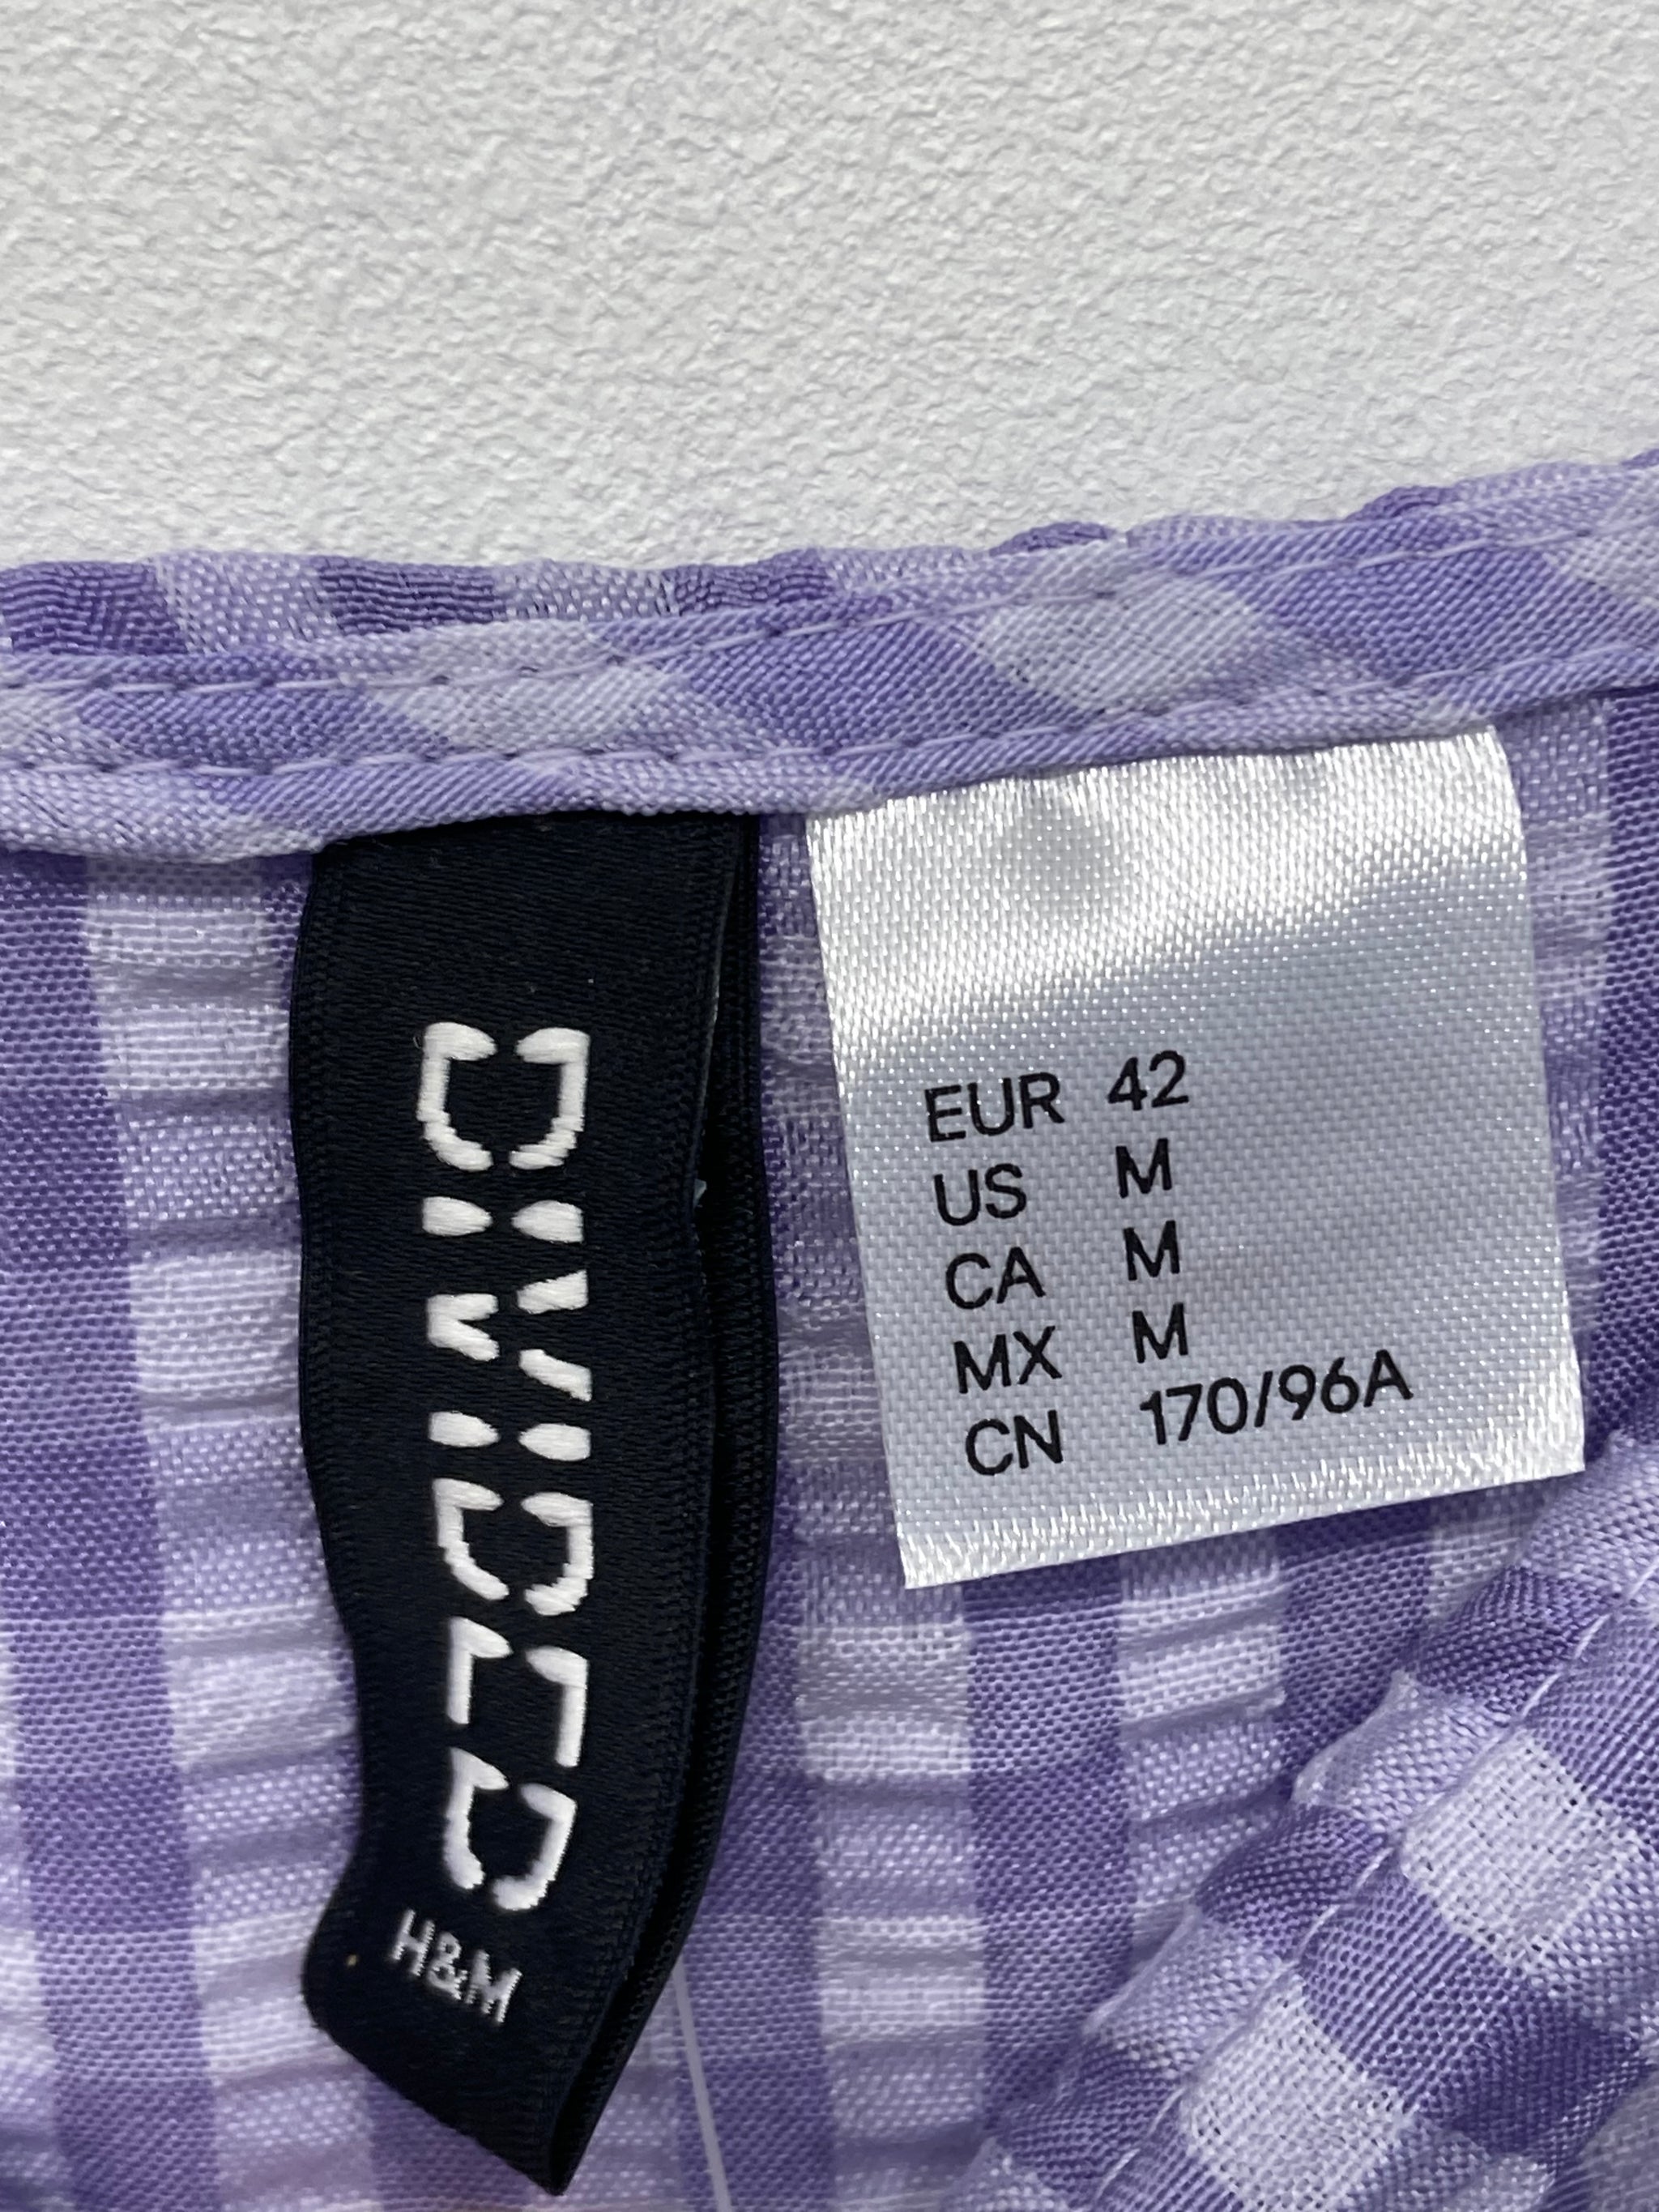 DIVIDED
H&M
EUR 42
US M
CA M
MX M
CN 170/96A